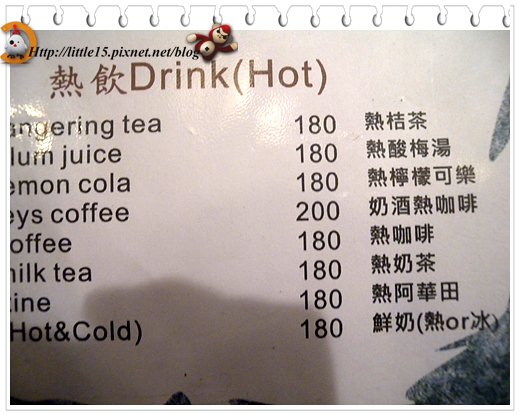 Http://little15.pixnet.net/blog
熱飲Drink(Hot)
angering tea 180 熱桔茶
lum juice 180 熱酸梅湯
emon cola 180 熱檸檬可樂
eys coffee 200 奶酒熱咖啡
offee 180 熱咖啡
milk tea 180 熱奶茶
tine 180 熱阿華田
(Hot&Cold) 180 鮮奶(熱or冰)